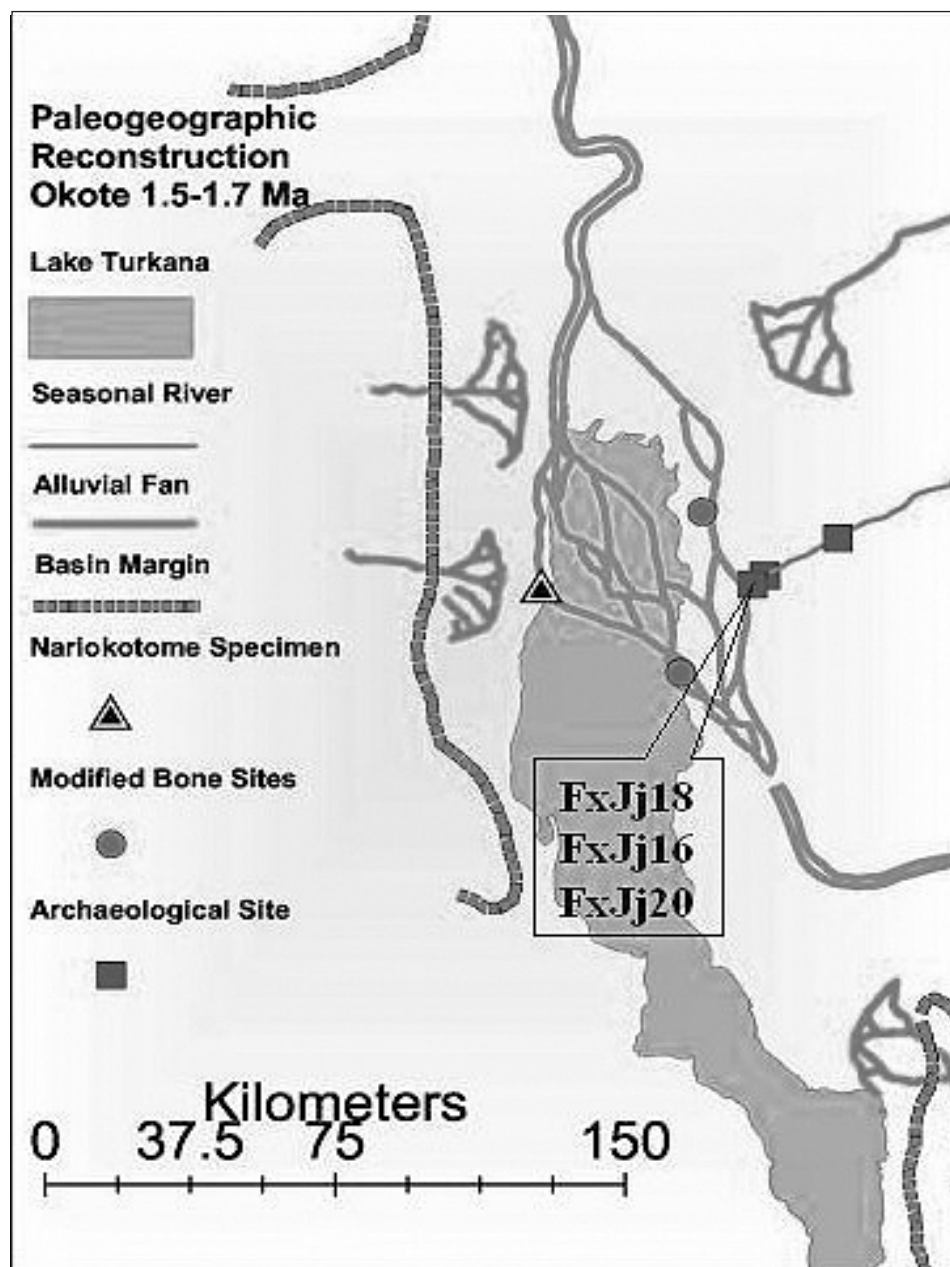 Paleogeographic
Reconstruction
Okote 1.5-1.7 Ma
Lake Turkana
Seasonal River
Alluvial Fan
Basin Margin
Nariokotome Specimen
Modified Bone Sites
Archaeological Site
FxJj18
FxJj16
FxJj20
Kilometers
0 37.5 75 150